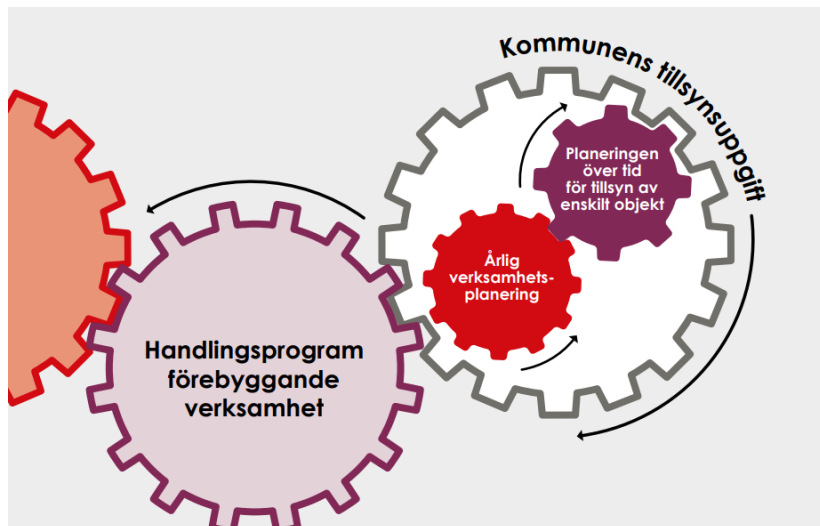 Kommunens tillsynsuppgift
Planeringen
över tid
för tillsyn av
enskilt objekt
Årlig
verksamhets-
planering
Handlingsprogram
förebyggande
verksamhet